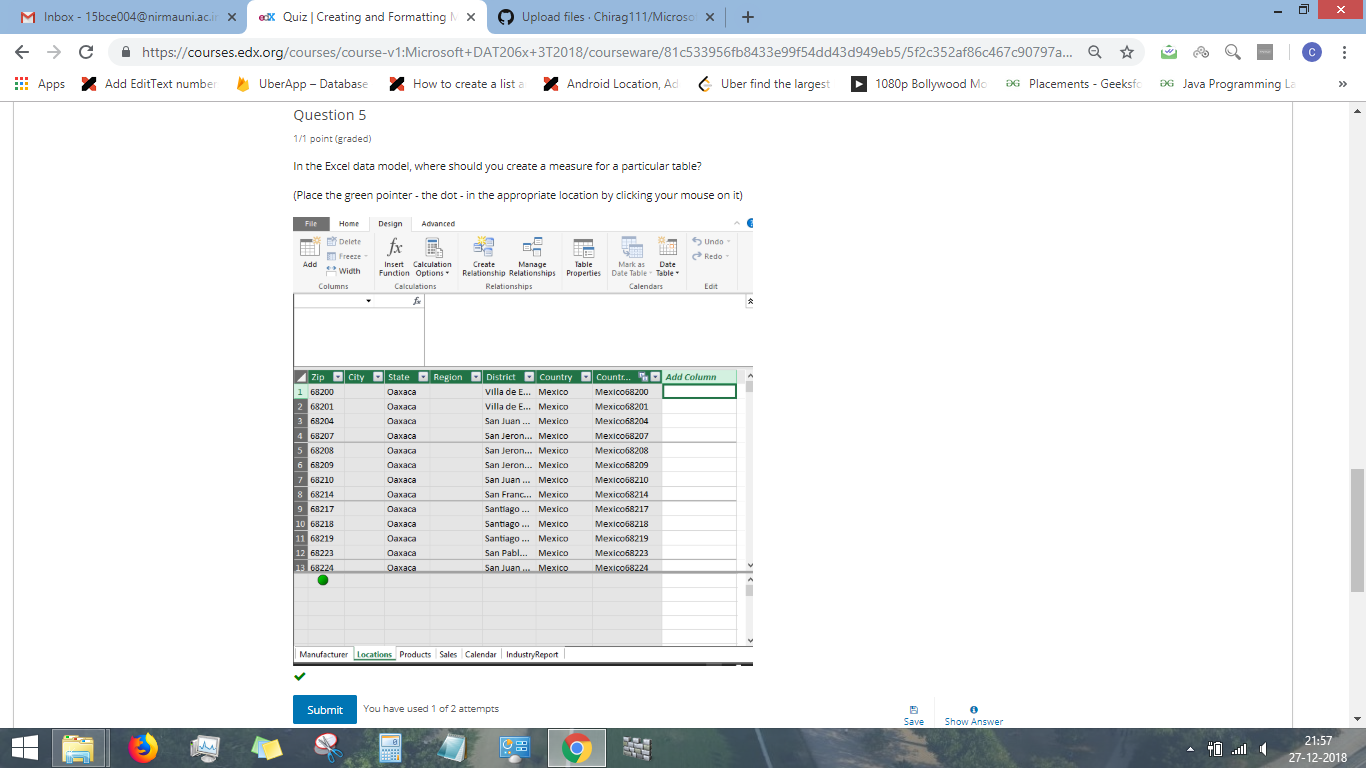 Inbox - 15bce004@nirmauni.ac.i
Quiz | Creating and Formatting M
Upload files · Chirag111/Microso
https://courses.edx.org/courses/course-v1:Microsoft+DAT206x+3T2018/courseware/81c533956fb8433e99f54dd43d949eb5/5f2c352af86c467c90797a...
C
Apps
Add EditText number
UberApp – Database
How to create a list a
Android Location, Ad
Uber find the largest
1080p Bollywood Mo
Placements - Geeksfo
Java Programming La
»
Question 5
1/1 point (graded)
In the Excel data model, where should you create a measure for a particular table?
(Place the green pointer - the dot - in the appropriate location by clicking your mouse on it)
File Home Design Advanced
Add
Delete
Freeze
Width
Insert Function
Calculation Options
Create Relationship
Manage Relationships
Table Properties
Mark as Date Table
Date Table
Undo
Redo
Columns Calculations Relationships Calendars Edit
fx
Zip City State Region District Country Countr... Add Column
1 68200 Oaxaca Villa de E... Mexico Mexico68200
2 68201 Oaxaca Villa de E... Mexico Mexico68201
3 68204 Oaxaca San Juan ... Mexico Mexico68204
4 68207 Oaxaca San Jeron... Mexico Mexico68207
5 68208 Oaxaca San Jeron... Mexico Mexico68208
6 68209 Oaxaca San Jeron... Mexico Mexico68209
7 68210 Oaxaca San Juan ... Mexico Mexico68210
8 68214 Oaxaca San Franc... Mexico Mexico68214
9 68217 Oaxaca Santiago ... Mexico Mexico68217
10 68218 Oaxaca Santiago ... Mexico Mexico68218
11 68219 Oaxaca Santiago ... Mexico Mexico68219
12 68223 Oaxaca San Pabl... Mexico Mexico68223
13 68224 Oaxaca San Juan ... Mexico Mexico68224
Manufacturer Locations Products Sales Calendar IndustryReport
Submit
You have used 1 of 2 attempts
Save
Show Answer
21:57
27-12-2018